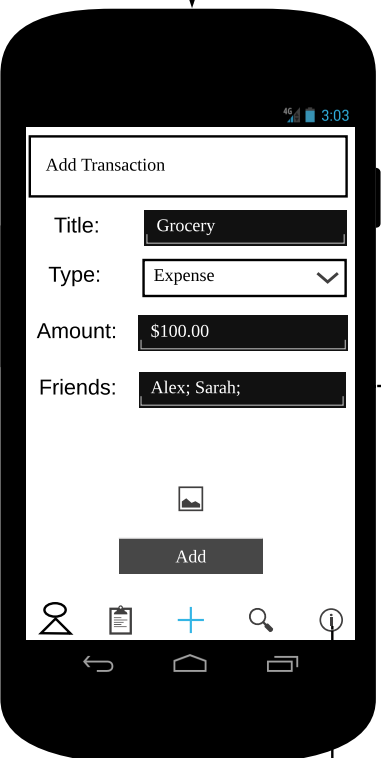 4G 3:03
Add Transaction
Title: Grocery
Type: Expense
Amount: $100.00
Friends: Alex; Sarah;
Add